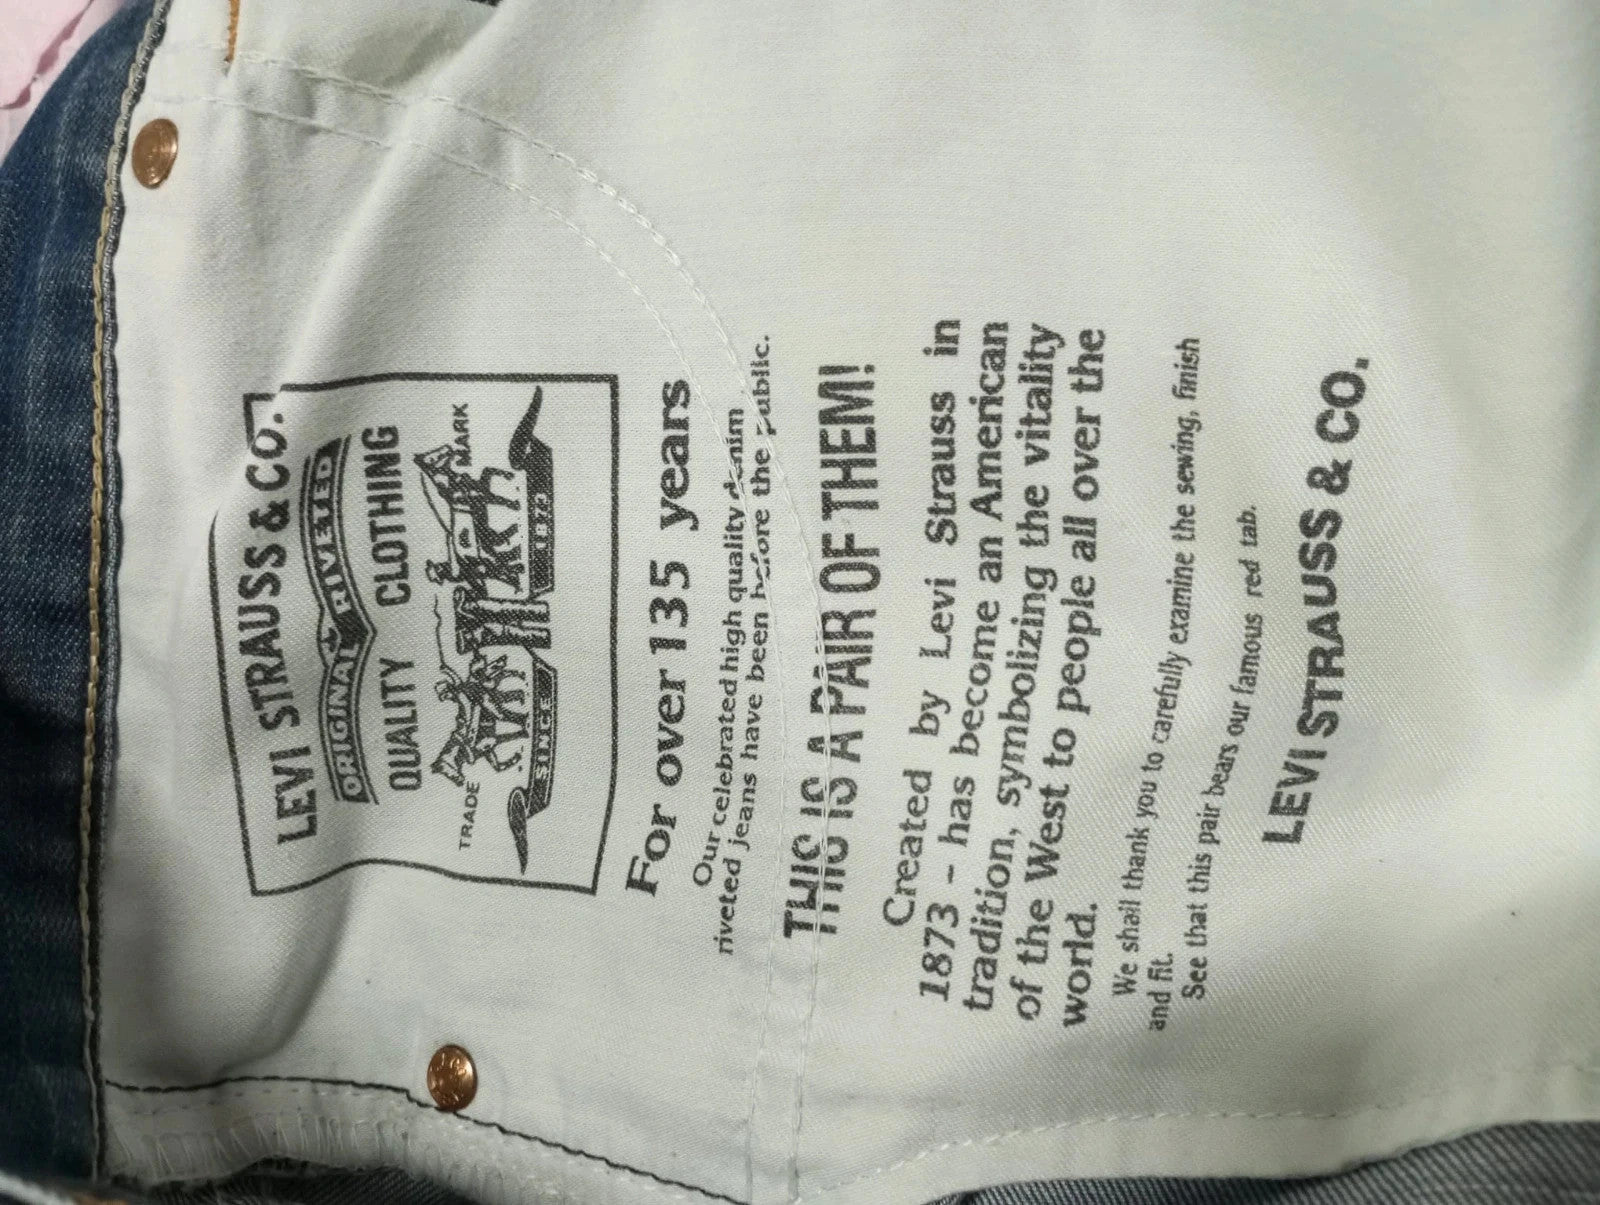 LEVI STRAUSS & CO.
ORIGINAL RIVETED
QUALITY CLOTHING
TRADE MARK
SINCE 1873
For over 135 years
Our celebrated high quality denim
riveted jeans have been before the public.
THIS IS A PAIR OF THEM!
Created by Levi Strauss in
1873 - has become an American
tradition, symbolizing the vitality
of the West to people all over the
world.
We shall thank you to carefully examine the sewing, finish
and fit.
See that this pair bears our famous red tab.
LEVI STRAUSS & CO.